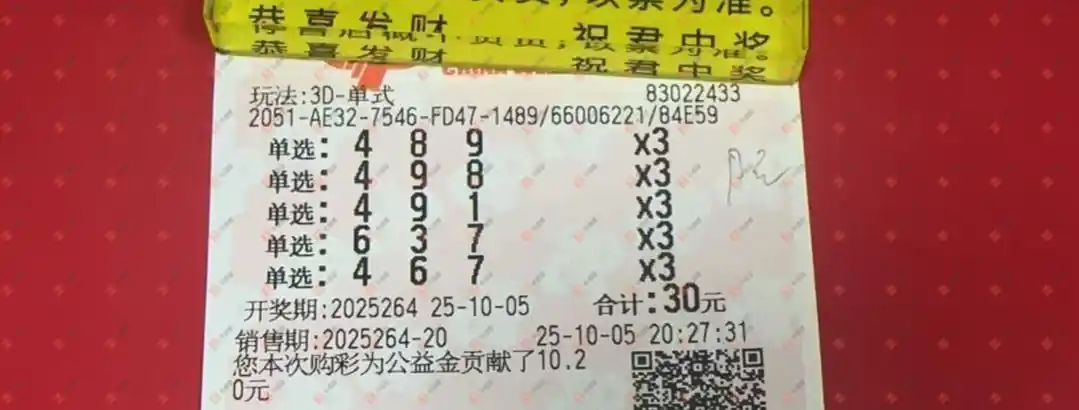 恭喜发财 祝君中奖
恭喜发财 祝君中奖
玩法:3D-单式 83022433
2051-AE32-7546-FD47-1489/66006221/84E59
单选: 4 8 9 x3
单选: 4 9 8 x3
单选: 4 9 1 x3
单选: 6 3 7 x3
单选: 4 6 7 x3
开奖期:2025264 25-10-05 合计:30元
销售期:2025264-20 25-10-05 20:27:31
您本次购彩为公益金贡献了10.2
0元